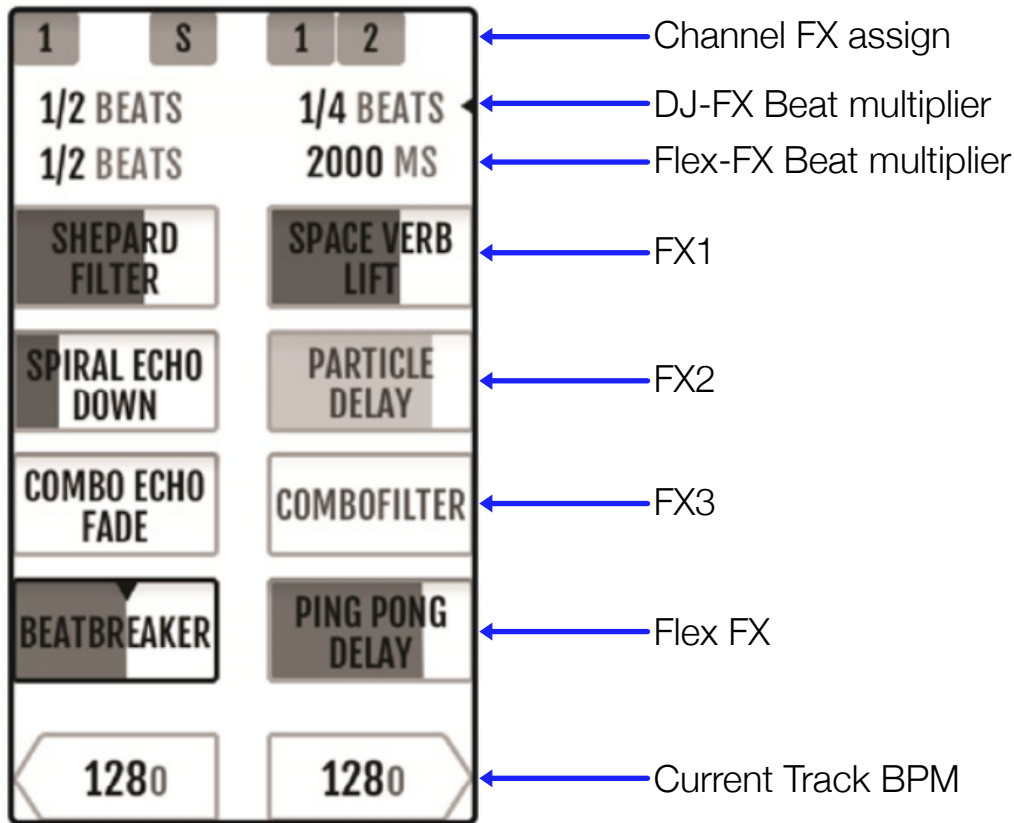 1 S 1 2 Channel FX assign
1/2 BEATS 1/4 BEATS DJ-FX Beat multiplier
1/2 BEATS 2000 MS Flex-FX Beat multiplier
SHEPARD FILTER SPACE VERB LIFT FX1
SPIRAL ECHO DOWN PARTICLE DELAY FX2
COMBO ECHO FADE COMBOFILTER FX3
BEATBREAKER PING PONG DELAY Flex FX
1280 1280 Current Track BPM